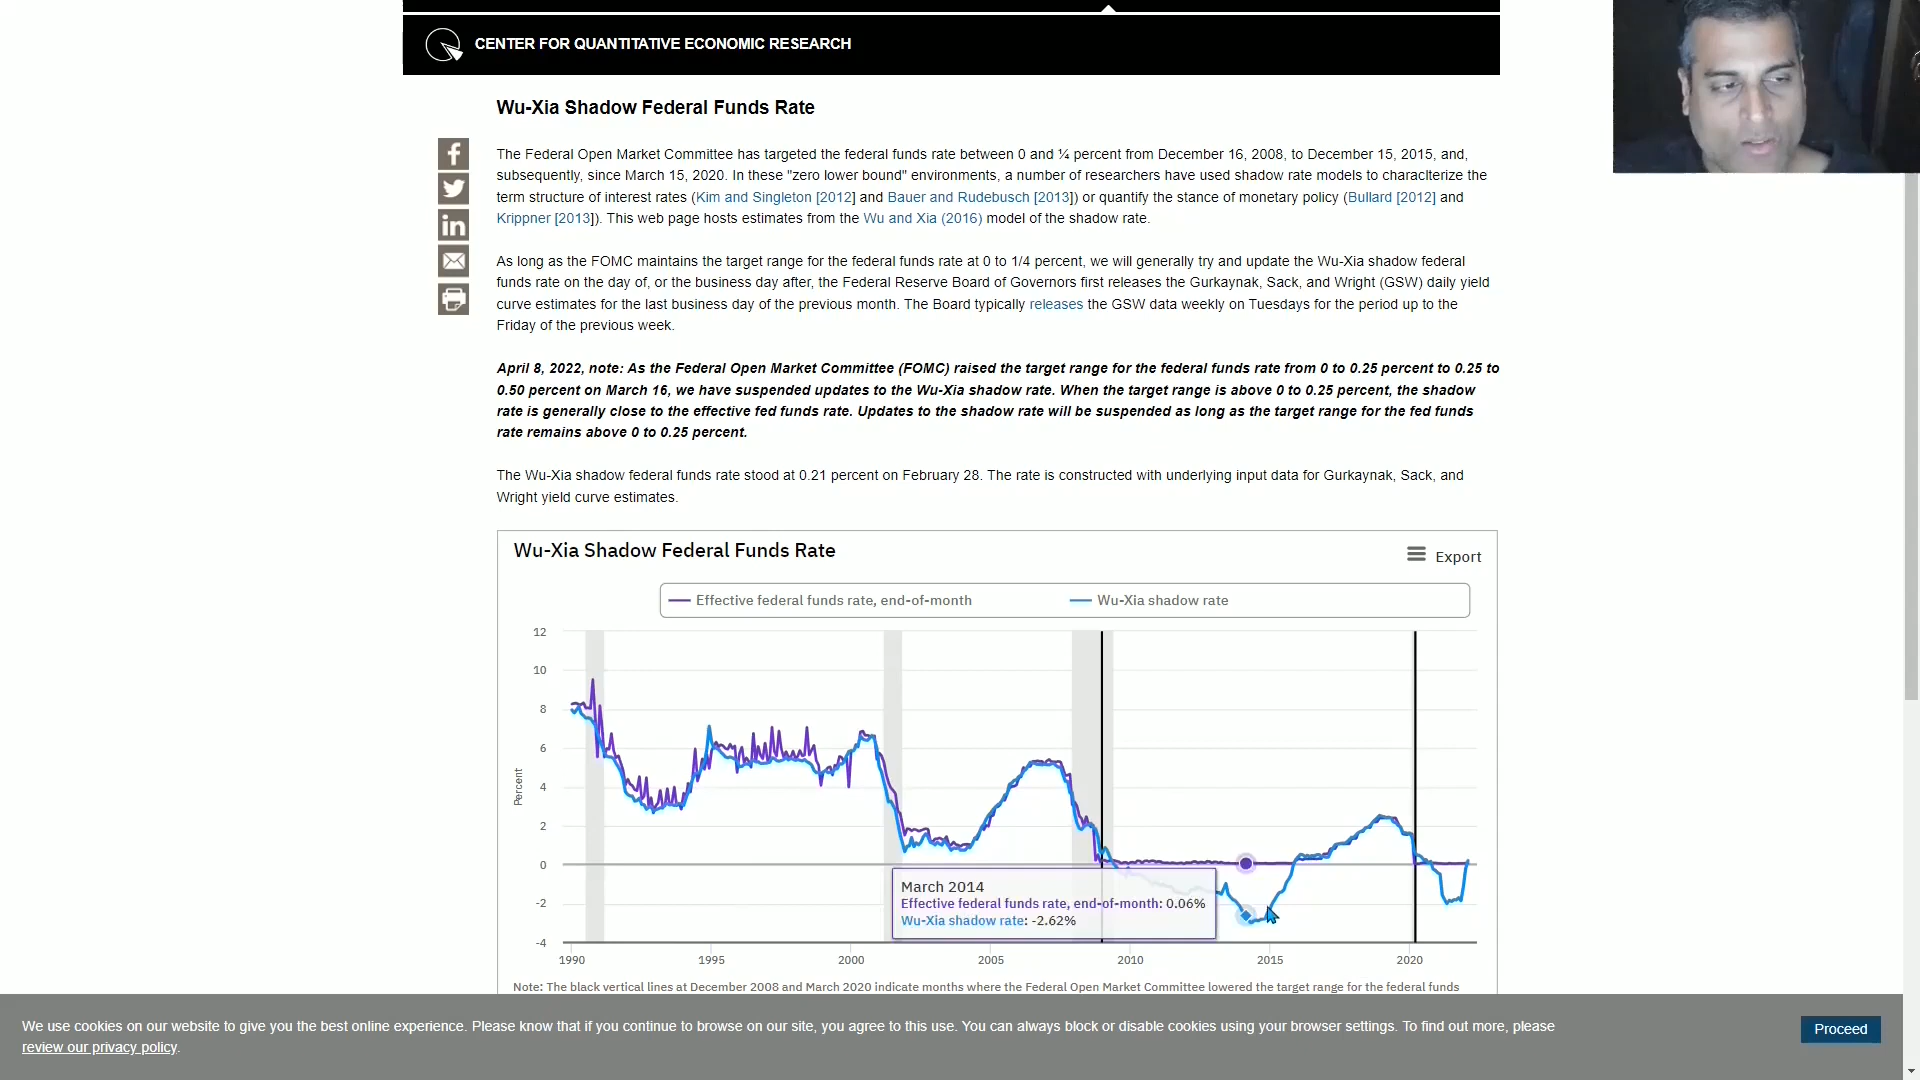 CENTER FOR QUANTITATIVE ECONOMIC RESEARCH
Wu-Xia Shadow Federal Funds Rate
The Federal Open Market Committee has targeted the federal funds rate between 0 and ¼ percent from December 16, 2008, to December 15, 2015, and,
subsequently, since March 15, 2020. In these "zero lower bound" environments, a number of researchers have used shadow rate models to characlterize the
term structure of interest rates (Kim and Singleton [2012] and Bauer and Rudebusch [2013]) or quantify the stance of monetary policy (Bullard [2012] and
Krippner [2013]). This web page hosts estimates from the Wu and Xia (2016) model of the shadow rate.
As long as the FOMC maintains the target range for the federal funds rate at 0 to 1/4 percent, we will generally try and update the Wu-Xia shadow federal
funds rate on the day of, or the business day after, the Federal Reserve Board of Governors first releases the Gurkaynak, Sack, and Wright (GSW) daily yield
curve estimates for the last business day of the previous month. The Board typically releases the GSW data weekly on Tuesdays for the period up to the
Friday of the previous week.
April 8, 2022, note: As the Federal Open Market Committee (FOMC) raised the target range for the federal funds rate from 0 to 0.25 percent to 0.25 to
0.50 percent on March 16, we have suspended updates to the Wu-Xia shadow rate. When the target range is above 0 to 0.25 percent, the shadow
rate is generally close to the effective fed funds rate. Updates to the shadow rate will be suspended as long as the target range for the fed funds
rate remains above 0 to 0.25 percent.
The Wu-Xia shadow federal funds rate stood at 0.21 percent on February 28. The rate is constructed with underlying input data for Gurkaynak, Sack, and
Wright yield curve estimates.
Wu-Xia Shadow Federal Funds Rate
Export
Effective federal funds rate, end-of-month
Wu-Xia shadow rate
12
10
8
6
4
2
0
-2
-4
Percent
March 2014
Effective federal funds rate, end-of-month: 0.06%
Wu-Xia shadow rate: -2.62%
1990 1995 2000 2005 2010 2015 2020
Note: The black vertical lines at December 2008 and March 2020 indicate months where the Federal Open Market Committee lowered the target range for the federal funds
We use cookies on our website to give you the best online experience. Please know that if you continue to browse on our site, you agree to this use. You can always block or disable cookies using your browser settings. To find out more, please
review our privacy policy.
Proceed